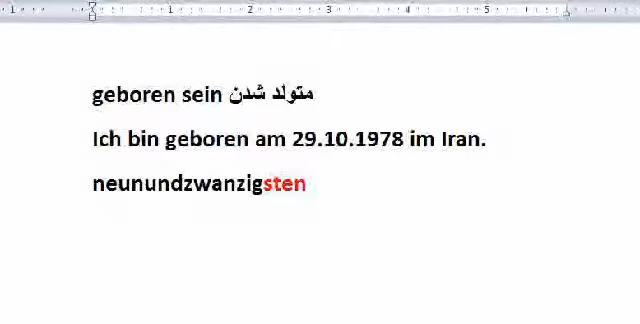 geboren sein متولد شدن
Ich bin geboren am 29.10.1978 im Iran.
neunundzwanzigsten